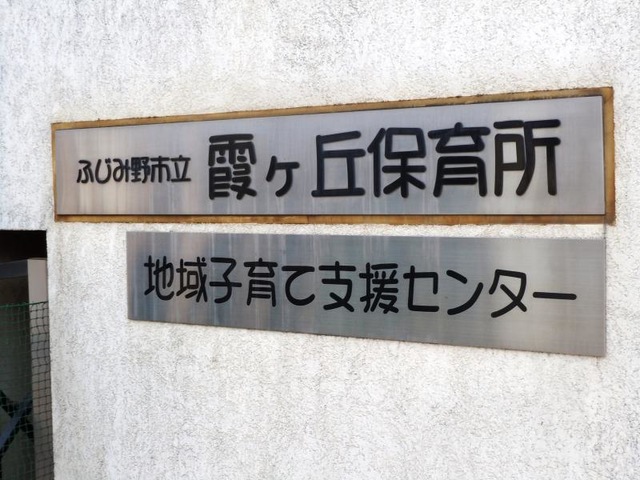 ふじみ野市立 霞ヶ丘保育所
地域子育て支援センター